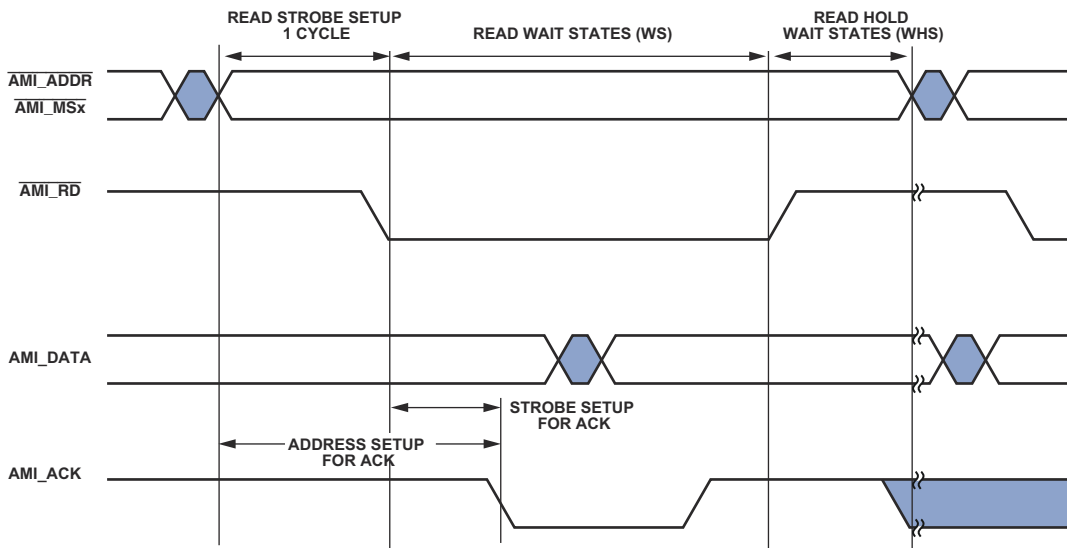 READ STROBE SETUP
1 CYCLE
READ WAIT STATES (WS)
READ HOLD
WAIT STATES (WHS)
AMI_ADDR
AMI_MSx
AMI_RD
AMI_DATA
STROBE SETUP
FOR ACK
ADDRESS SETUP
FOR ACK
AMI_ACK